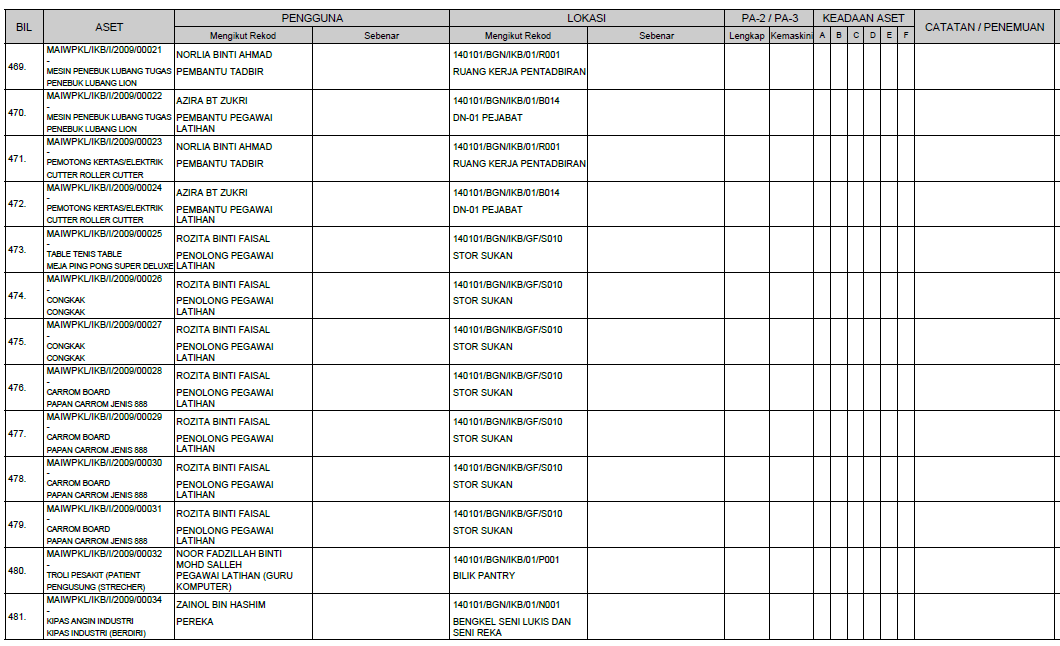 BIL ASET PENGGUNA LOKASI PA-2 / PA-3 KEADAAN ASET CATATAN / PENEMUAN
Mengikut Rekod Sebenar Mengikut Rekod Sebenar Lengkap Kemaskini A B C D E F
469. MAIWPKL/IKB/I/2009/00021
-
MESIN PENEBUK LUBANG TUGAS
PENEBUK LUBANG LION
NORLIA BINTI AHMAD
PEMBANTU TADBIR
140101/BGN/IKB/01/R001
RUANG KERJA PENTADBIRAN
470. MAIWPKL/IKB/I/2009/00022
-
MESIN PENEBUK LUBANG TUGAS
PENEBUK LUBANG LION
AZIRA BT ZUKRI
PEMBANTU PEGAWAI
LATIHAN
140101/BGN/IKB/01/B014
DN-01 PEJABAT
471. MAIWPKL/IKB/I/2009/00023
-
PEMOTONG KERTAS/ELEKTRIK
CUTTER ROLLER CUTTER
NORLIA BINTI AHMAD
PEMBANTU TADBIR
140101/BGN/IKB/01/R001
RUANG KERJA PENTADBIRAN
472. MAIWPKL/IKB/I/2009/00024
-
PEMOTONG KERTAS/ELEKTRIK
CUTTER ROLLER CUTTER
AZIRA BT ZUKRI
PEMBANTU PEGAWAI
LATIHAN
140101/BGN/IKB/01/B014
DN-01 PEJABAT
473. MAIWPKL/IKB/I/2009/00025
-
TABLE TENIS TABLE
MEJA PING PONG SUPER DELUXE
ROZITA BINTI FAISAL
PENOLONG PEGAWAI
LATIHAN
140101/BGN/IKB/GF/S010
STOR SUKAN
474. MAIWPKL/IKB/I/2009/00026
-
CONGKAK
CONGKAK
ROZITA BINTI FAISAL
PENOLONG PEGAWAI
LATIHAN
140101/BGN/IKB/GF/S010
STOR SUKAN
475. MAIWPKL/IKB/I/2009/00027
-
CONGKAK
CONGKAK
ROZITA BINTI FAISAL
PENOLONG PEGAWAI
LATIHAN
140101/BGN/IKB/GF/S010
STOR SUKAN
476. MAIWPKL/IKB/I/2009/00028
-
CARROM BOARD
PAPAN CARROM JENIS 888
ROZITA BINTI FAISAL
PENOLONG PEGAWAI
LATIHAN
140101/BGN/IKB/GF/S010
STOR SUKAN
477. MAIWPKL/IKB/I/2009/00029
-
CARROM BOARD
PAPAN CARROM JENIS 888
ROZITA BINTI FAISAL
PENOLONG PEGAWAI
LATIHAN
140101/BGN/IKB/GF/S010
STOR SUKAN
478. MAIWPKL/IKB/I/2009/00030
-
CARROM BOARD
PAPAN CARROM JENIS 888
ROZITA BINTI FAISAL
PENOLONG PEGAWAI
LATIHAN
140101/BGN/IKB/GF/S010
STOR SUKAN
479. MAIWPKL/IKB/I/2009/00031
-
CARROM BOARD
PAPAN CARROM JENIS 888
ROZITA BINTI FAISAL
PENOLONG PEGAWAI
LATIHAN
140101/BGN/IKB/GF/S010
STOR SUKAN
480. MAIWPKL/IKB/I/2009/00032
-
TROLI PESAKIT (PATIENT
PENGUSUNG (STRECHER)
NOOR FADZILLAH BINTI
MOHD SALLEH
PEGAWAI LATIHAN (GURU
KOMPUTER)
140101/BGN/IKB/01/P001
BILIK PANTRY
481. MAIWPKL/IKB/I/2009/00034
-
KIPAS ANGIN INDUSTRI
KIPAS INDUSTRI (BERDIRI)
ZAINOL BIN HASHIM
PEREKA
140101/BGN/IKB/01/N001
BENGKEL SENI LUKIS DAN
SENI REKA